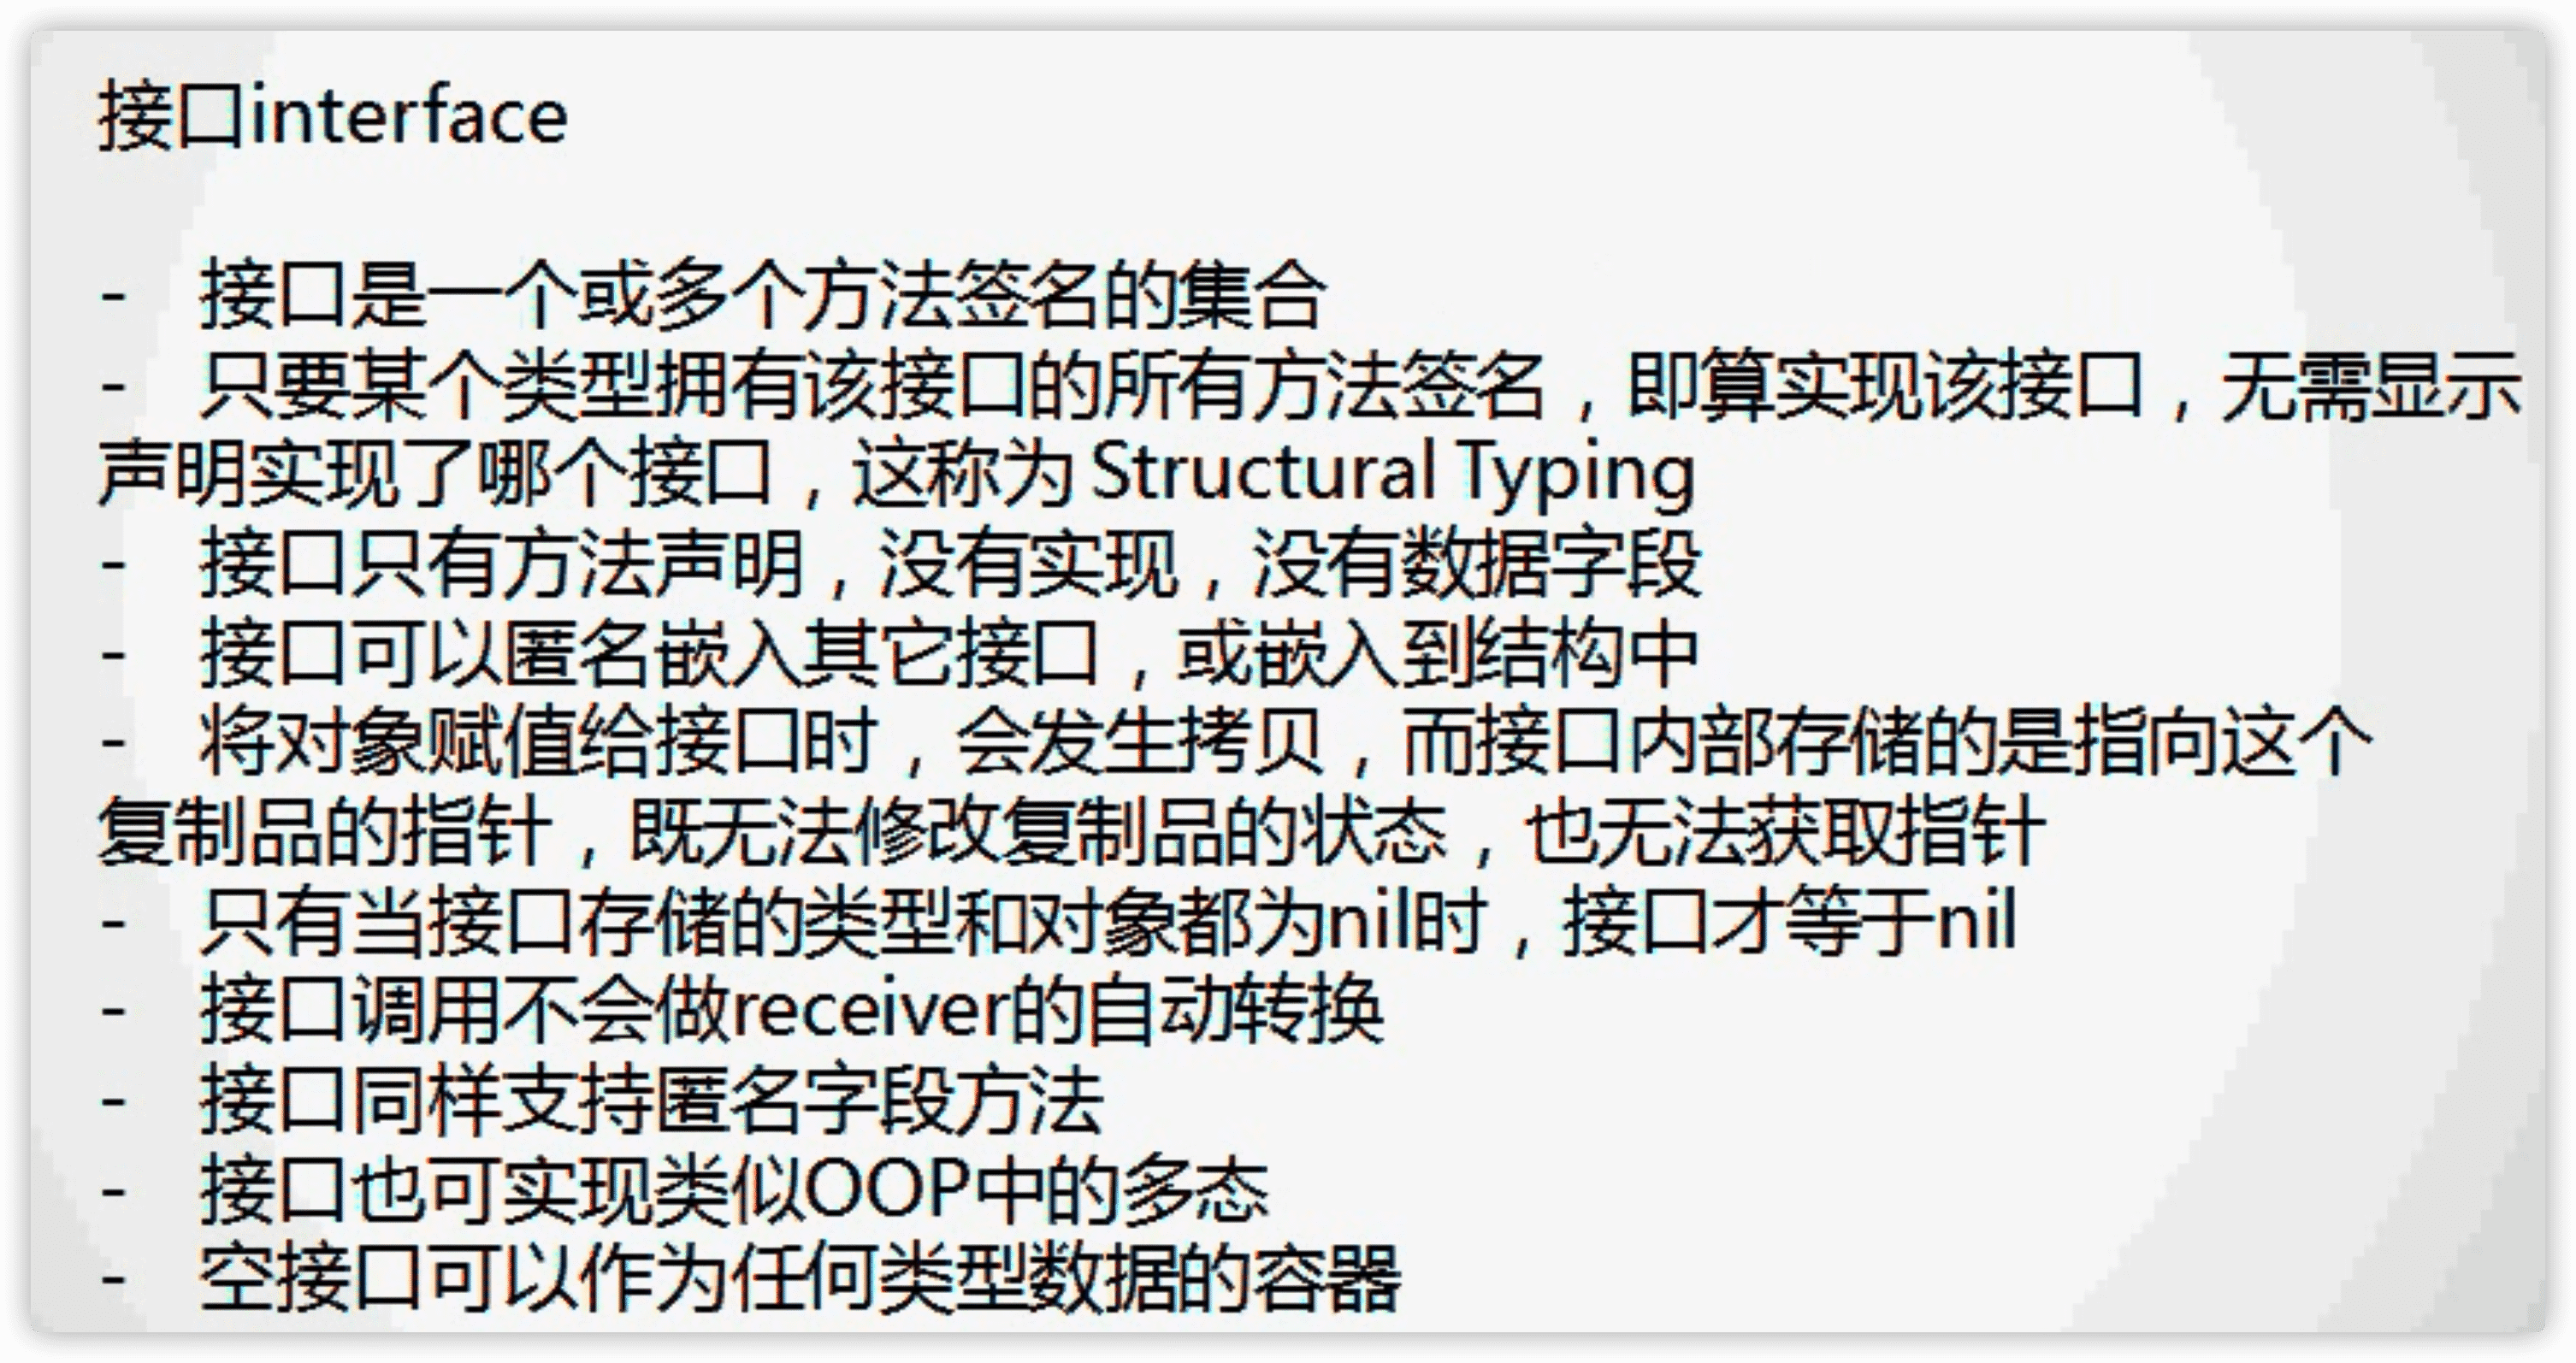 接口interface
- 接口是一个或多个方法签名的集合
- 只要某个类型拥有该接口的所有方法签名，即算实现该接口，无需显示
声明实现了哪个接口，这称为 Structural Typing
- 接口只有方法声明，没有实现，没有数据字段
- 接口可以匿名嵌入其它接口，或嵌入到结构中
- 将对象赋值给接口时，会发生拷贝，而接口内部存储的是指向这个
复制品的指针，既无法修改复制品的状态，也无法获取指针
- 只有当接口存储的类型和对象都为nil时，接口才等于nil
- 接口调用不会做receiver的自动转换
- 接口同样支持匿名字段方法
- 接口也可实现类似OOP中的多态
- 空接口可以作为任何类型数据的容器